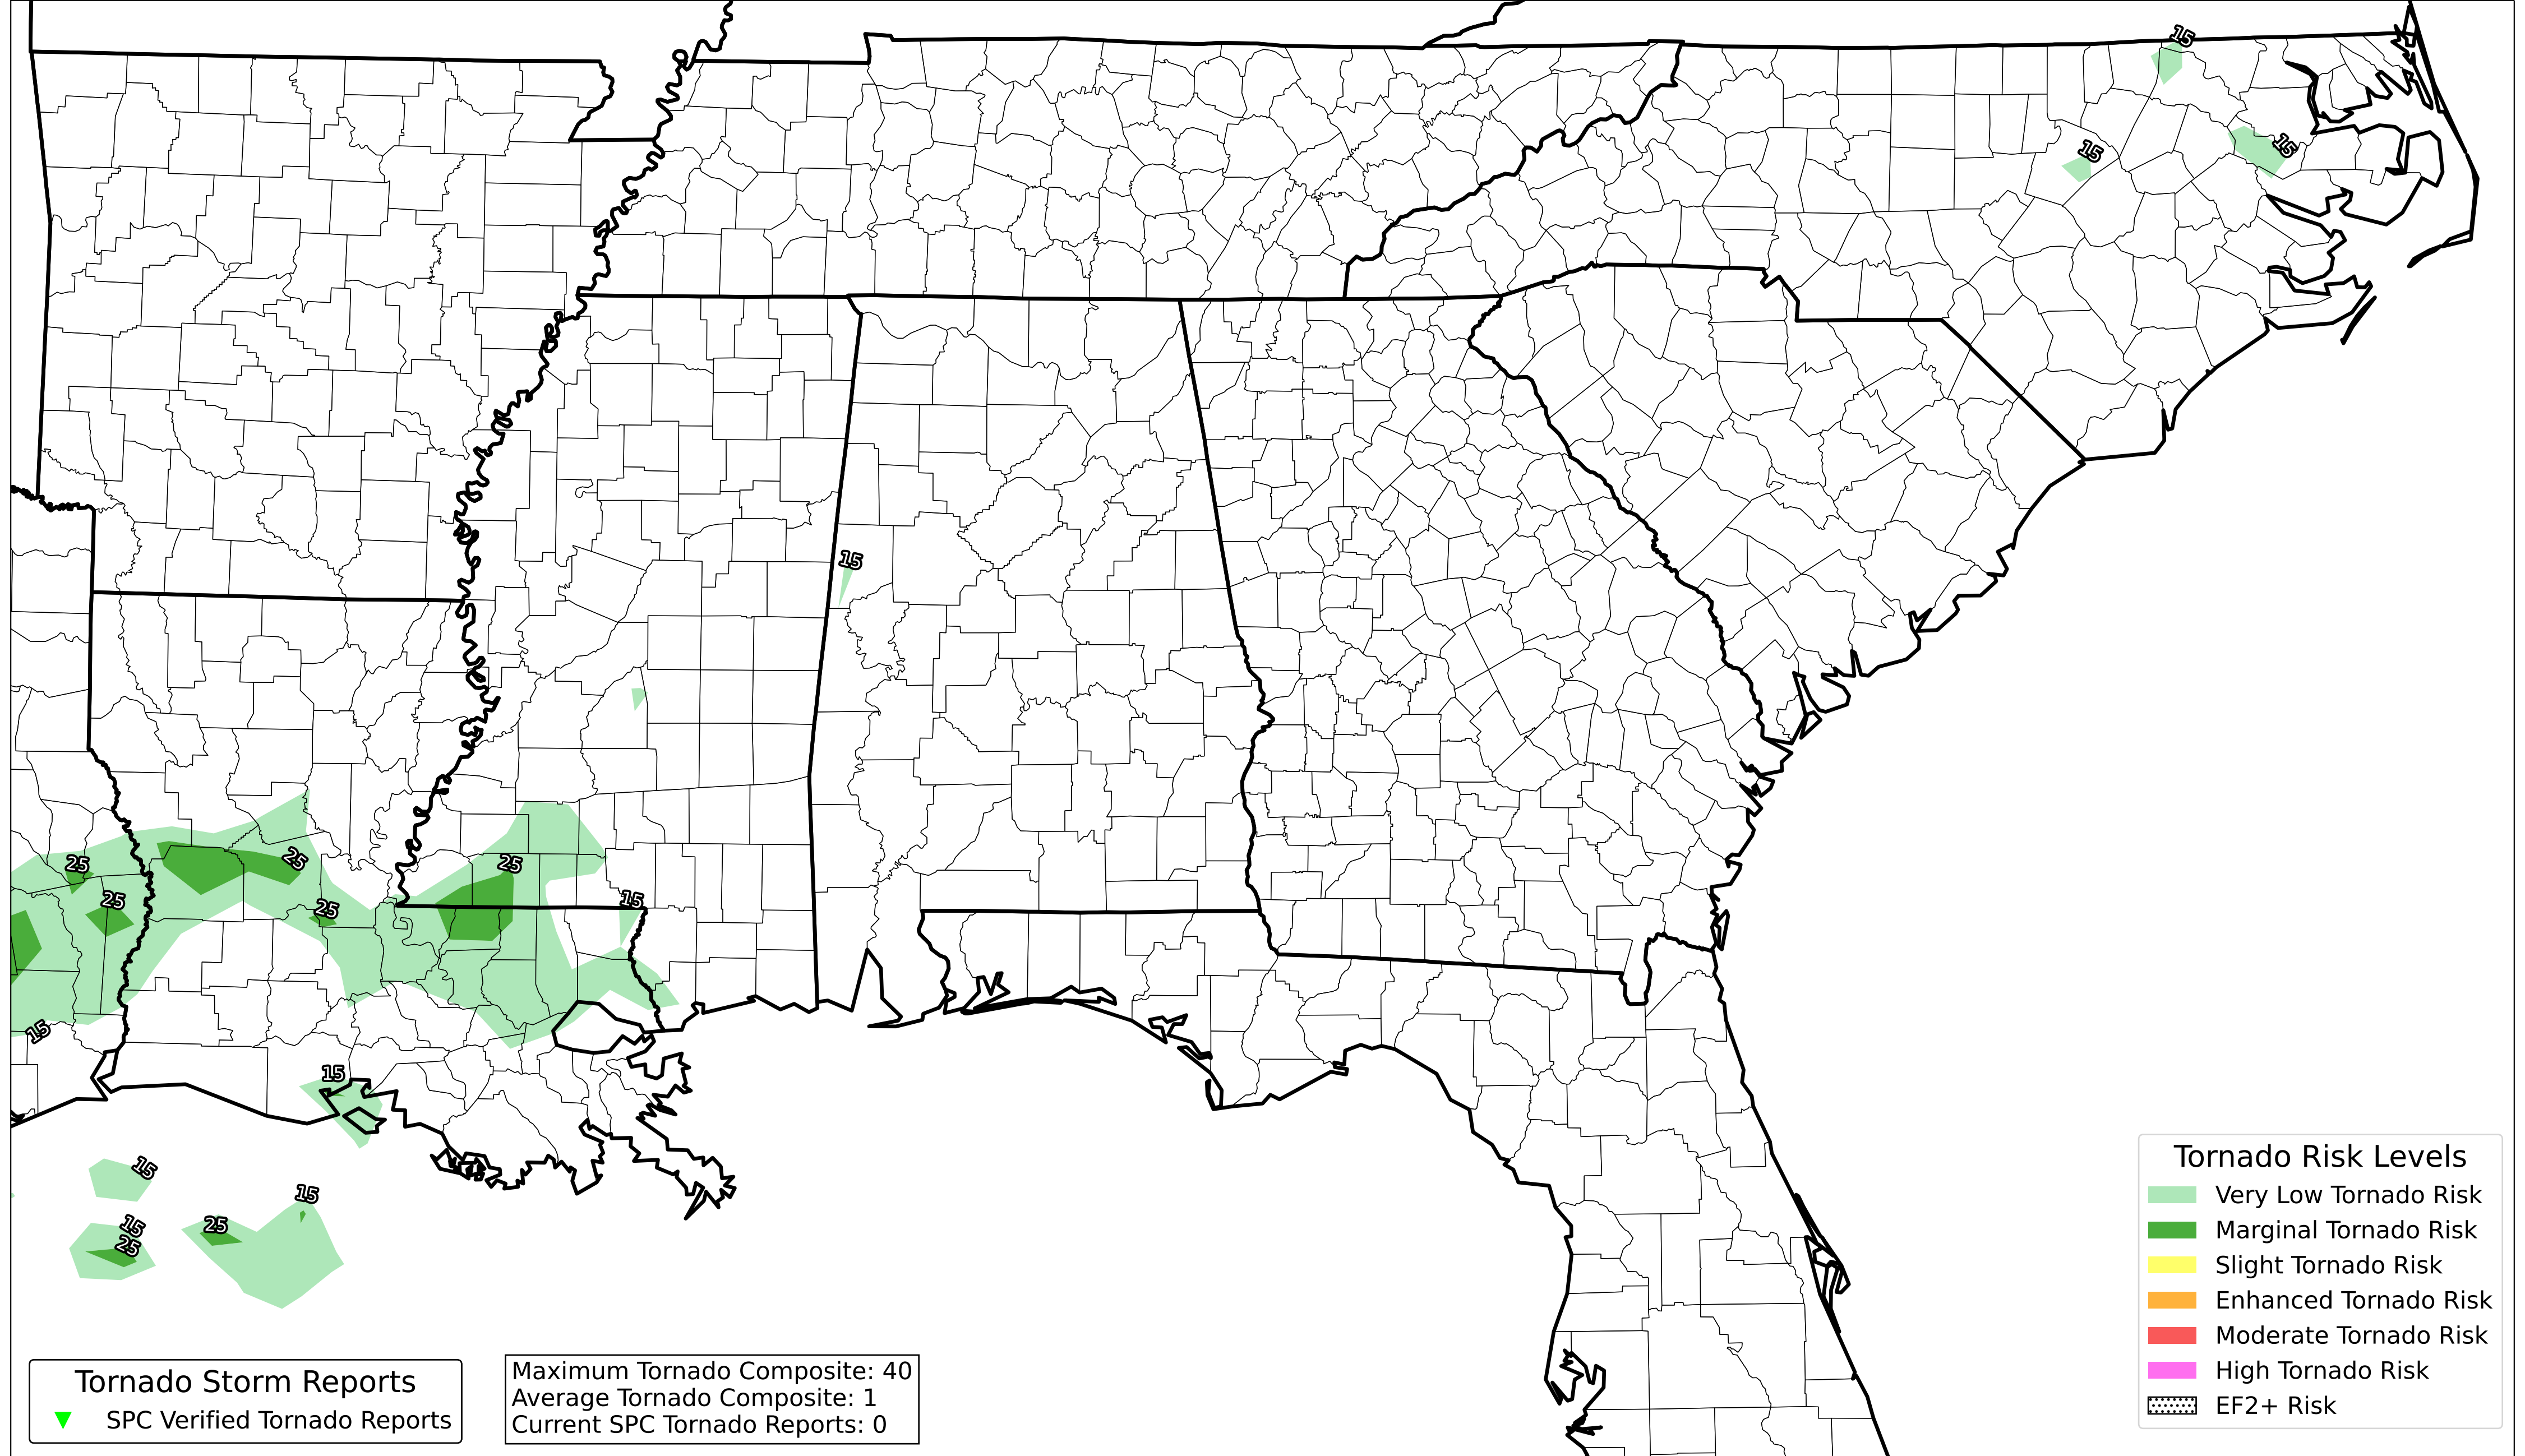 15
15
15
15
25
25
25
25
25
15
15
15
15
15
25
15
15
25
Tornado Storm Reports
SPC Verified Tornado Reports
Maximum Tornado Composite: 40
Average Tornado Composite: 1
Current SPC Tornado Reports: 0
Tornado Risk Levels
Very Low Tornado Risk
Marginal Tornado Risk
Slight Tornado Risk
Enhanced Tornado Risk
Moderate Tornado Risk
High Tornado Risk
EF2+ Risk